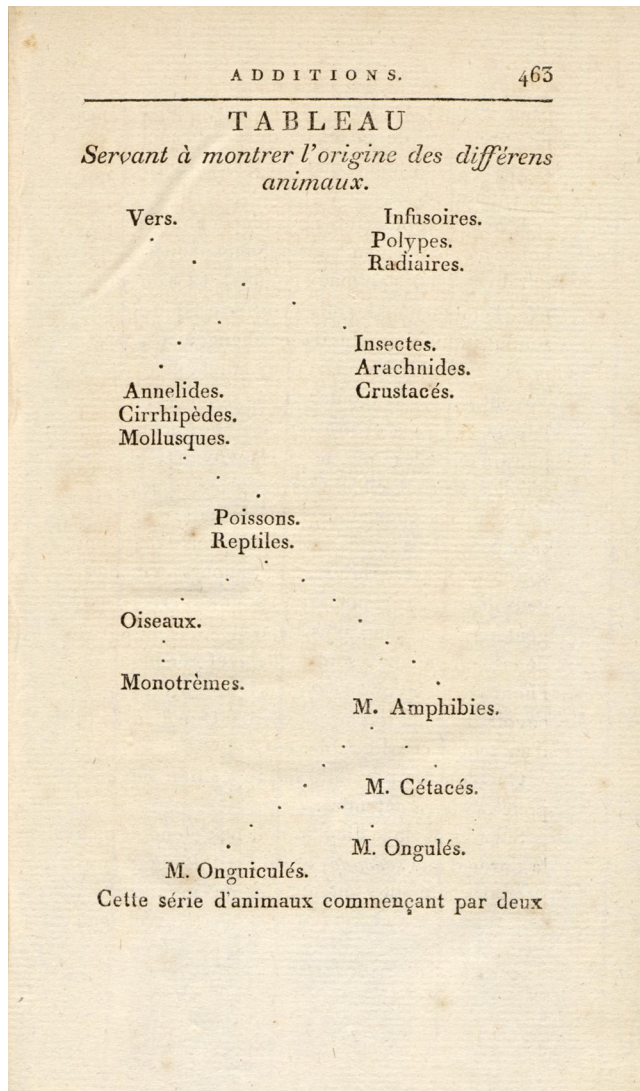 ADDITIONS. 463
TABLEAU
Servant à montrer l'origine des différens
animaux.
Vers. Infusoires.
Polypes.
Radiaires.
Insectes.
Arachnides.
Annelides. Crustacés.
Cirrhipèdes.
Mollusques.
Poissons.
Reptiles.
Oiseaux.
Monotrèmes.
M. Amphibies.
M. Cétacés.
M. Ongulés.
M. Onguiculés.
Cette série d'animaux commençant par deux